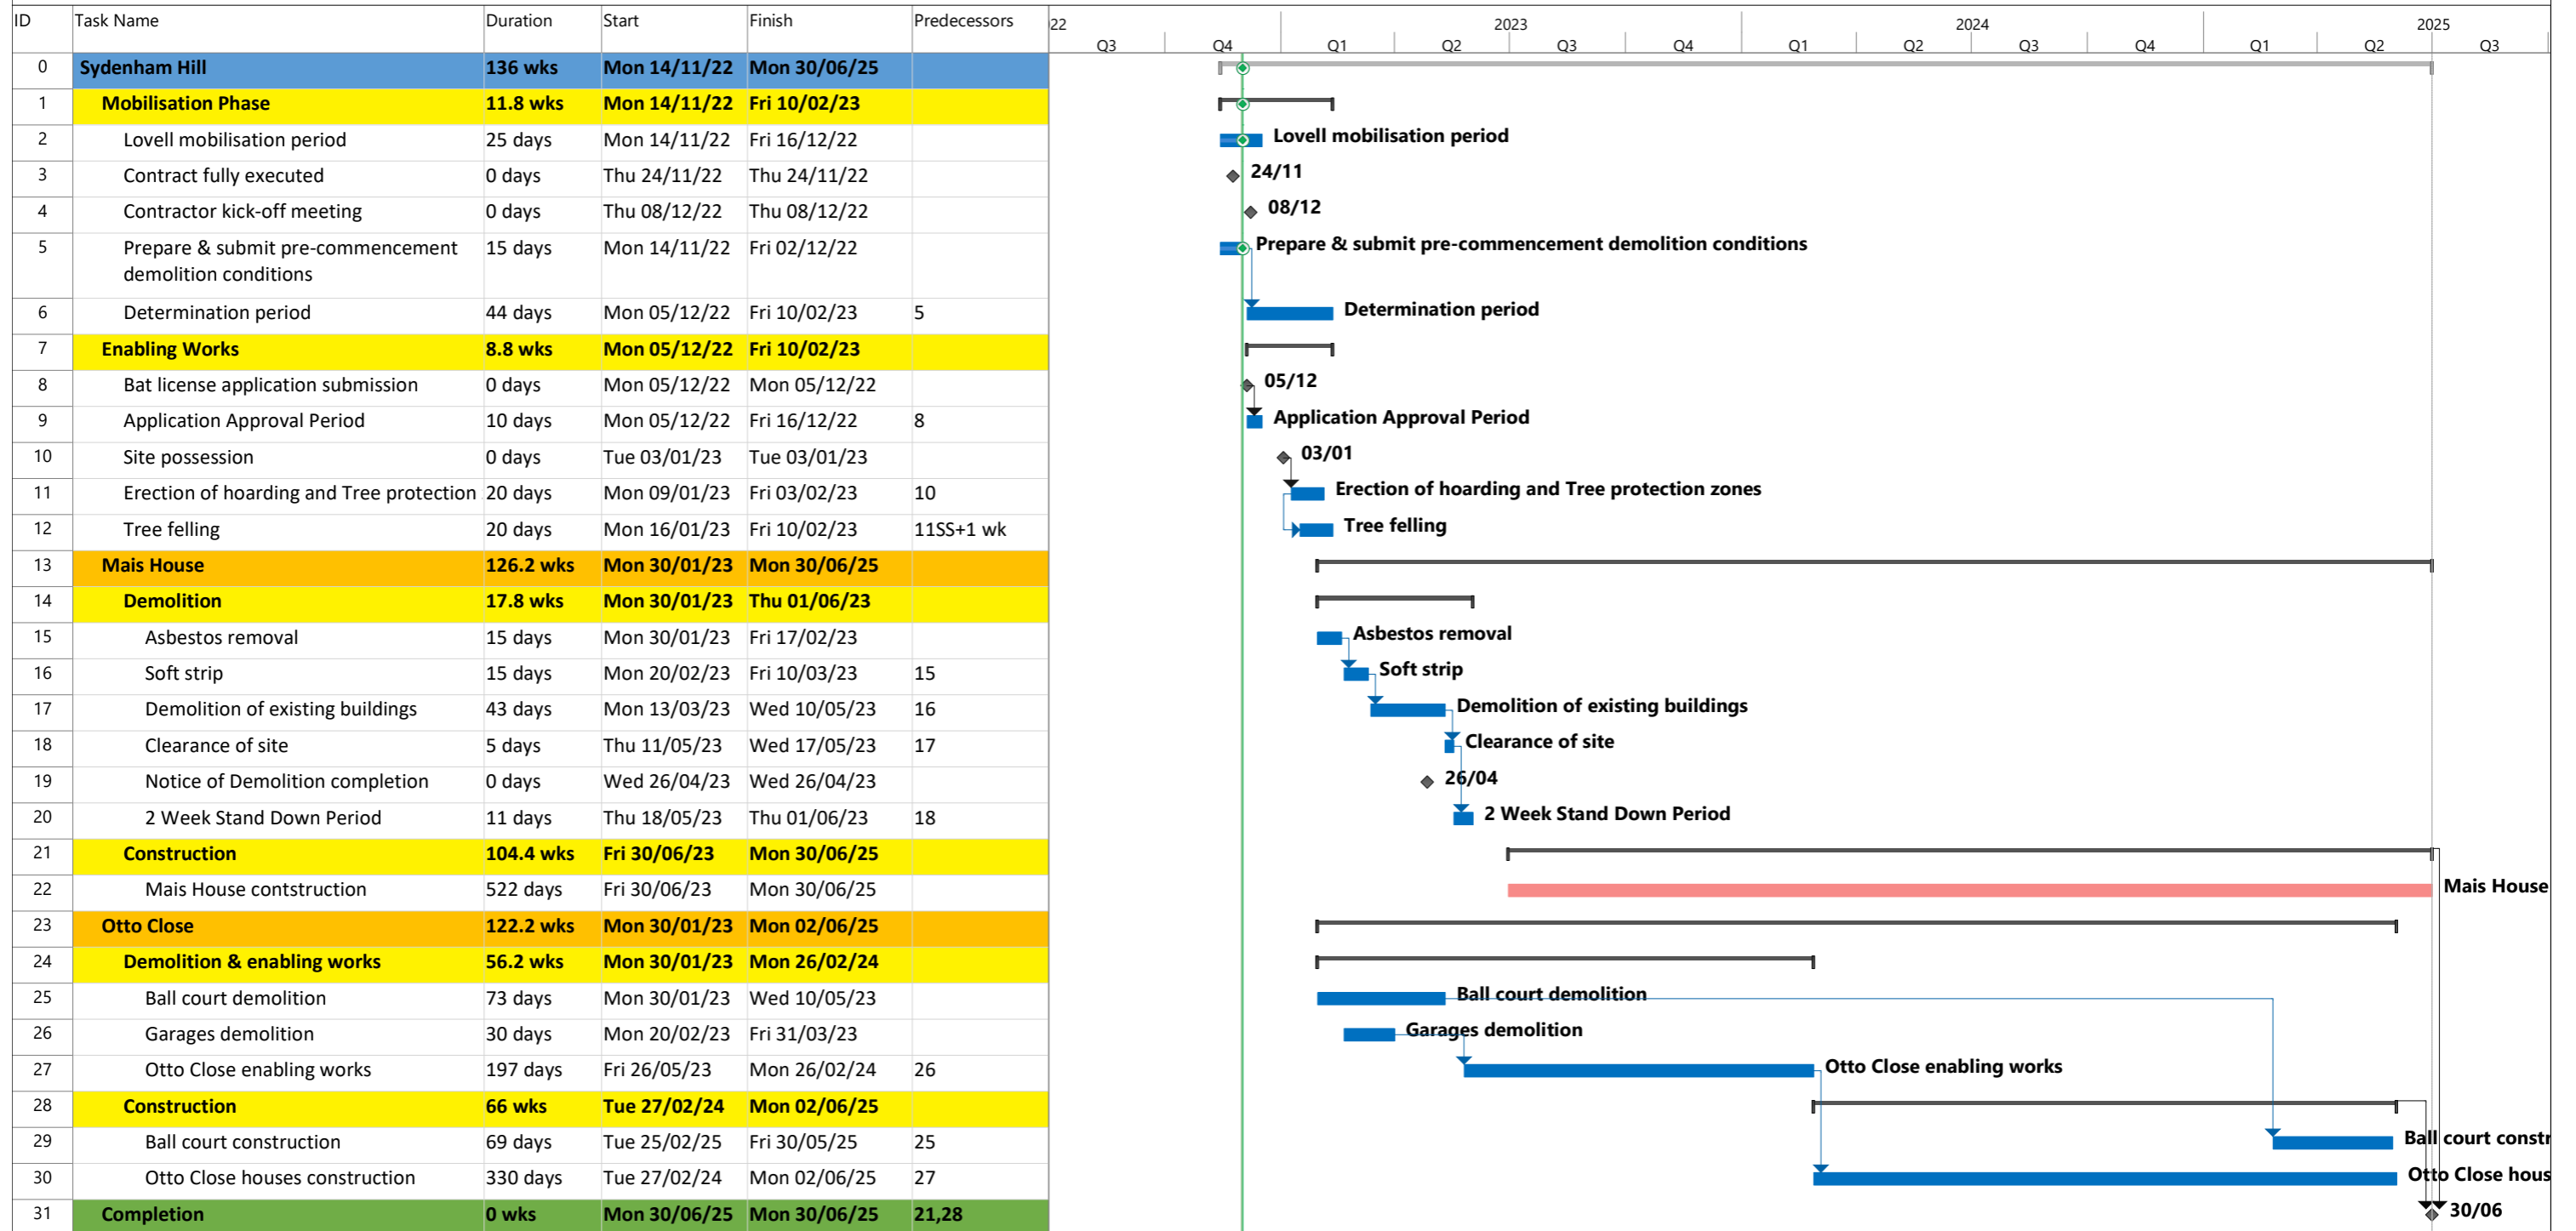 ID Task Name Duration Start Finish Predecessors 22 2023 2024 2025
Q3 Q4 Q1 Q2 Q3 Q4 Q1 Q2 Q3 Q4 Q1 Q2 Q3
0 Sydenham Hill 136 wks Mon 14/11/22 Mon 30/06/25
1 Mobilisation Phase 11.8 wks Mon 14/11/22 Fri 10/02/23
2 Lovell mobilisation period 25 days Mon 14/11/22 Fri 16/12/22 Lovell mobilisation period
3 Contract fully executed 0 days Thu 24/11/22 Thu 24/11/22 24/11
4 Contractor kick-off meeting 0 days Thu 08/12/22 Thu 08/12/22 08/12
5 Prepare & submit pre-commencement 15 days Mon 14/11/22 Fri 02/12/22 Prepare & submit pre-commencement demolition conditions
demolition conditions
6 Determination period 44 days Mon 05/12/22 Fri 10/02/23 5 Determination period
7 Enabling Works 8.8 wks Mon 05/12/22 Fri 10/02/23
8 Bat license application submission 0 days Mon 05/12/22 Mon 05/12/22 05/12
9 Application Approval Period 10 days Mon 05/12/22 Fri 16/12/22 8 Application Approval Period
10 Site possession 0 days Tue 03/01/23 Tue 03/01/23 03/01
11 Erection of hoarding and Tree protection 20 days Mon 09/01/23 Fri 03/02/23 10 Erection of hoarding and Tree protection zones
12 Tree felling 20 days Mon 16/01/23 Fri 10/02/23 11SS+1 wk Tree felling
13 Mais House 126.2 wks Mon 30/01/23 Mon 30/06/25
14 Demolition 17.8 wks Mon 30/01/23 Thu 01/06/23
15 Asbestos removal 15 days Mon 30/01/23 Fri 17/02/23 Asbestos removal
16 Soft strip 15 days Mon 20/02/23 Fri 10/03/23 15 Soft strip
17 Demolition of existing buildings 43 days Mon 13/03/23 Wed 10/05/23 16 Demolition of existing buildings
18 Clearance of site 5 days Thu 11/05/23 Wed 17/05/23 17 Clearance of site
19 Notice of Demolition completion 0 days Wed 26/04/23 Wed 26/04/23 26/04
20 2 Week Stand Down Period 11 days Thu 18/05/23 Thu 01/06/23 18 2 Week Stand Down Period
21 Construction 104.4 wks Fri 30/06/23 Mon 30/06/25
22 Mais House contstruction 522 days Fri 30/06/23 Mon 30/06/25 Mais House
23 Otto Close 122.2 wks Mon 30/01/23 Mon 02/06/25
24 Demolition & enabling works 56.2 wks Mon 30/01/23 Mon 26/02/24
25 Ball court demolition 73 days Mon 30/01/23 Wed 10/05/23 Ball court demolition
26 Garages demolition 30 days Mon 20/02/23 Fri 31/03/23 Garages demolition
27 Otto Close enabling works 197 days Fri 26/05/23 Mon 26/02/24 26 Otto Close enabling works
28 Construction 66 wks Tue 27/02/24 Mon 02/06/25
29 Ball court construction 69 days Tue 25/02/25 Fri 30/05/25 25 Ball court constr
30 Otto Close houses construction 330 days Tue 27/02/24 Mon 02/06/25 27 Otto Close hous
31 Completion 0 wks Mon 30/06/25 Mon 30/06/25 21,28 30/06